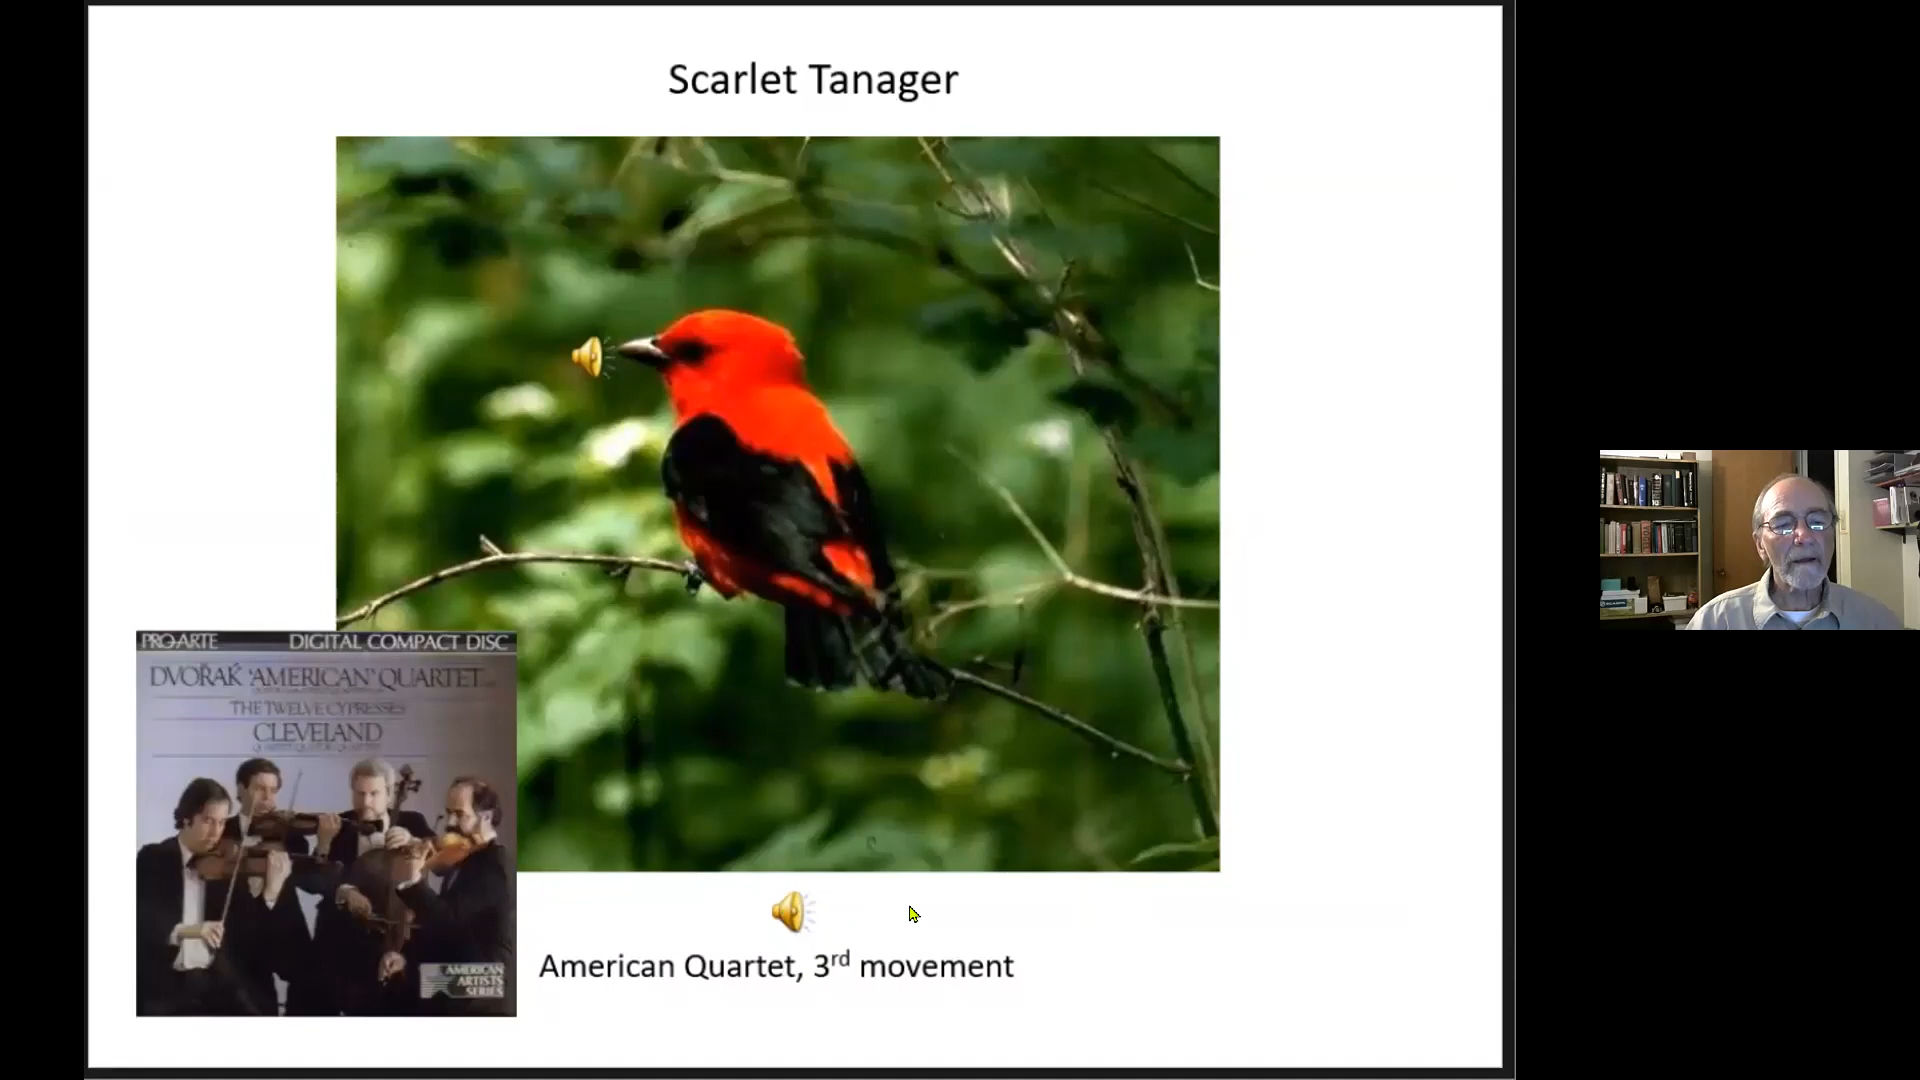 Scarlet Tanager
PRO-ARTE DIGITAL COMPACT DISC
DVOŘÁK 'AMERICAN' QUARTET
THE TWELVE CYPRESSES
CLEVELAND
AMERICAN
ARTISTS
SERIES
American Quartet, 3rd movement